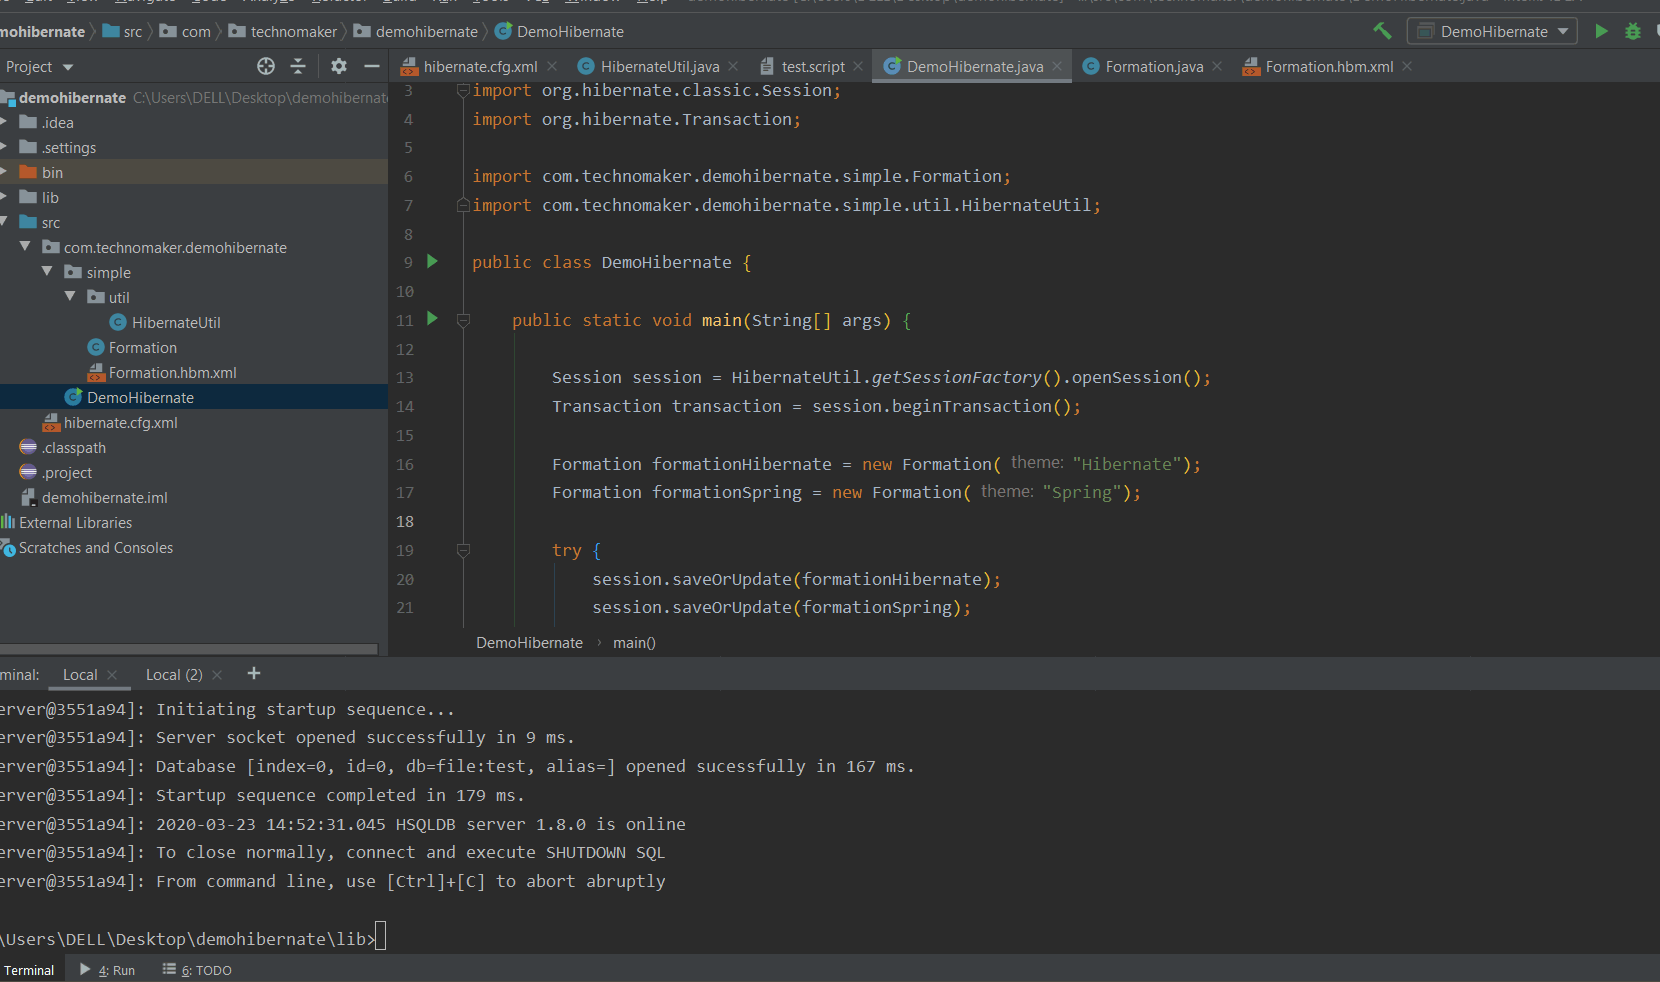 mohibernate src com technomaker demohibernate DemoHibernate DemoHibernate
Project
hibernate.cfg.xml HibernateUtil.java test.script DemoHibernate.java Formation.java Formation.hbm.xml
demohibernate C:\Users\DELL\Desktop\demohibernate
.idea
.settings
bin
lib
src
com.technomaker.demohibernate
simple
util
HibernateUtil
Formation
Formation.hbm.xml
DemoHibernate
hibernate.cfg.xml
.classpath
.project
demohibernate.iml
External Libraries
Scratches and Consoles
3 import org.hibernate.classic.Session;
4 import org.hibernate.Transaction;
5
6 import com.technomaker.demohibernate.simple.Formation;
7 import com.technomaker.demohibernate.simple.util.HibernateUtil;
8
9 public class DemoHibernate {
10
11 public static void main(String[] args) {
12
13 Session session = HibernateUtil.getSessionFactory().openSession();
14 Transaction transaction = session.beginTransaction();
15
16 Formation formationHibernate = new Formation( theme: "Hibernate");
17 Formation formationSpring = new Formation( theme: "Spring");
18
19 try {
20 session.saveOrUpdate(formationHibernate);
21 session.saveOrUpdate(formationSpring);
DemoHibernate › main()
minal: Local Local (2) +
erver@3551a94]: Initiating startup sequence...
erver@3551a94]: Server socket opened successfully in 9 ms.
erver@3551a94]: Database [index=0, id=0, db=file:test, alias=] opened sucessfully in 167 ms.
erver@3551a94]: Startup sequence completed in 179 ms.
erver@3551a94]: 2020-03-23 14:52:31.045 HSQLDB server 1.8.0 is online
erver@3551a94]: To close normally, connect and execute SHUTDOWN SQL
erver@3551a94]: From command line, use [Ctrl]+[C] to abort abruptly
\Users\DELL\Desktop\demohibernate\lib>
Terminal 4: Run 6: TODO